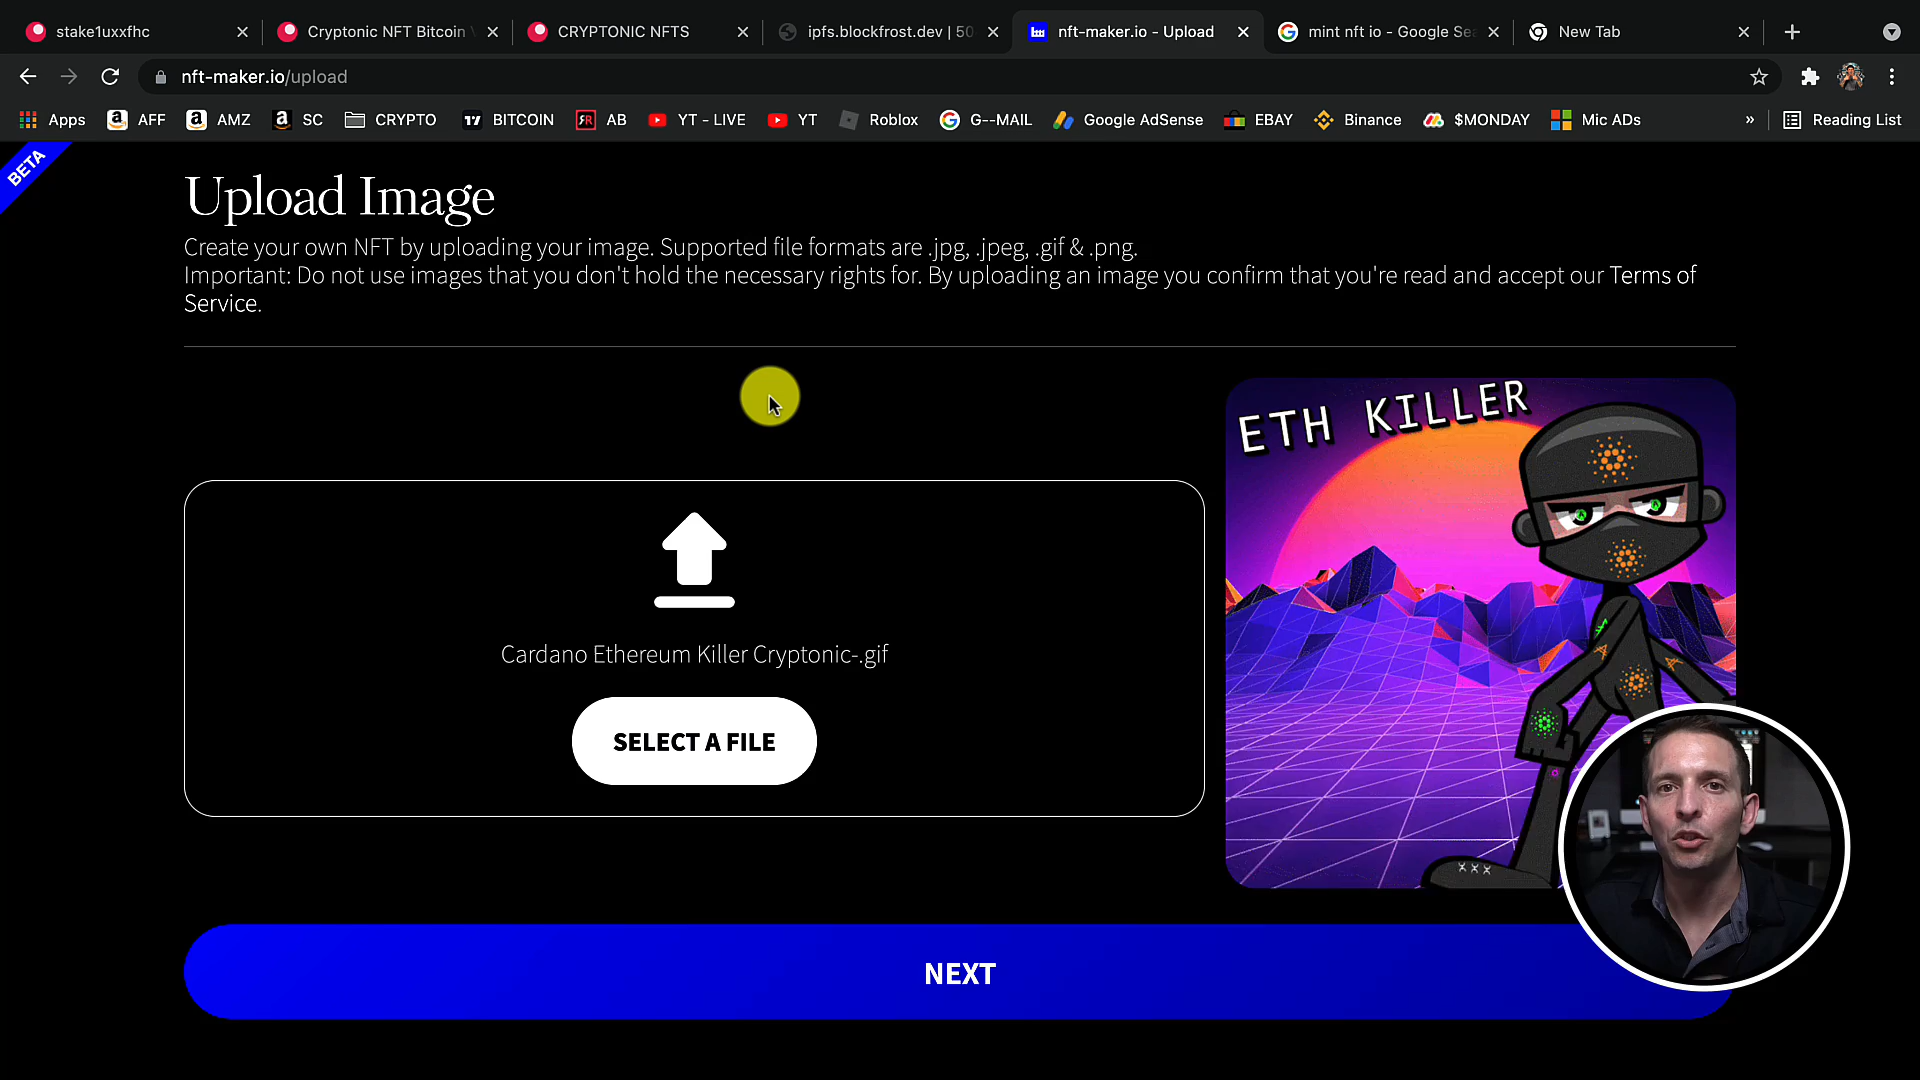 stake1uxxfhc
Cryptonic NFT Bitcoin
CRYPTONIC NFTS
ipfs.blockfrost.dev | 50
nft-maker.io - Upload
mint nft io - Google Sea
New Tab
nft-maker.io/upload
Apps
AFF
AMZ
SC
CRYPTO
BITCOIN
AB
YT - LIVE
YT
Roblox
G--MAIL
Google AdSense
EBAY
Binance
$MONDAY
Mic ADs
»
Reading List
BETA
Upload Image
Create your own NFT by uploading your image. Supported file formats are .jpg, .jpeg, .gif & .png.
Important: Do not use images that you don't hold the necessary rights for. By uploading an image you confirm that you're read and accept our Terms of
Service.
ETH KILLER
Cardano Ethereum Killer Cryptonic-.gif
SELECT A FILE
NEXT